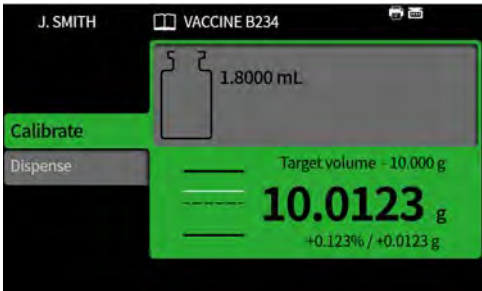 J. SMITH
VACCINE B234
1.8000 mL
Calibrate
Dispense
Target volume - 10.000 g
10.0123 g
+0.123% / +0.0123 g